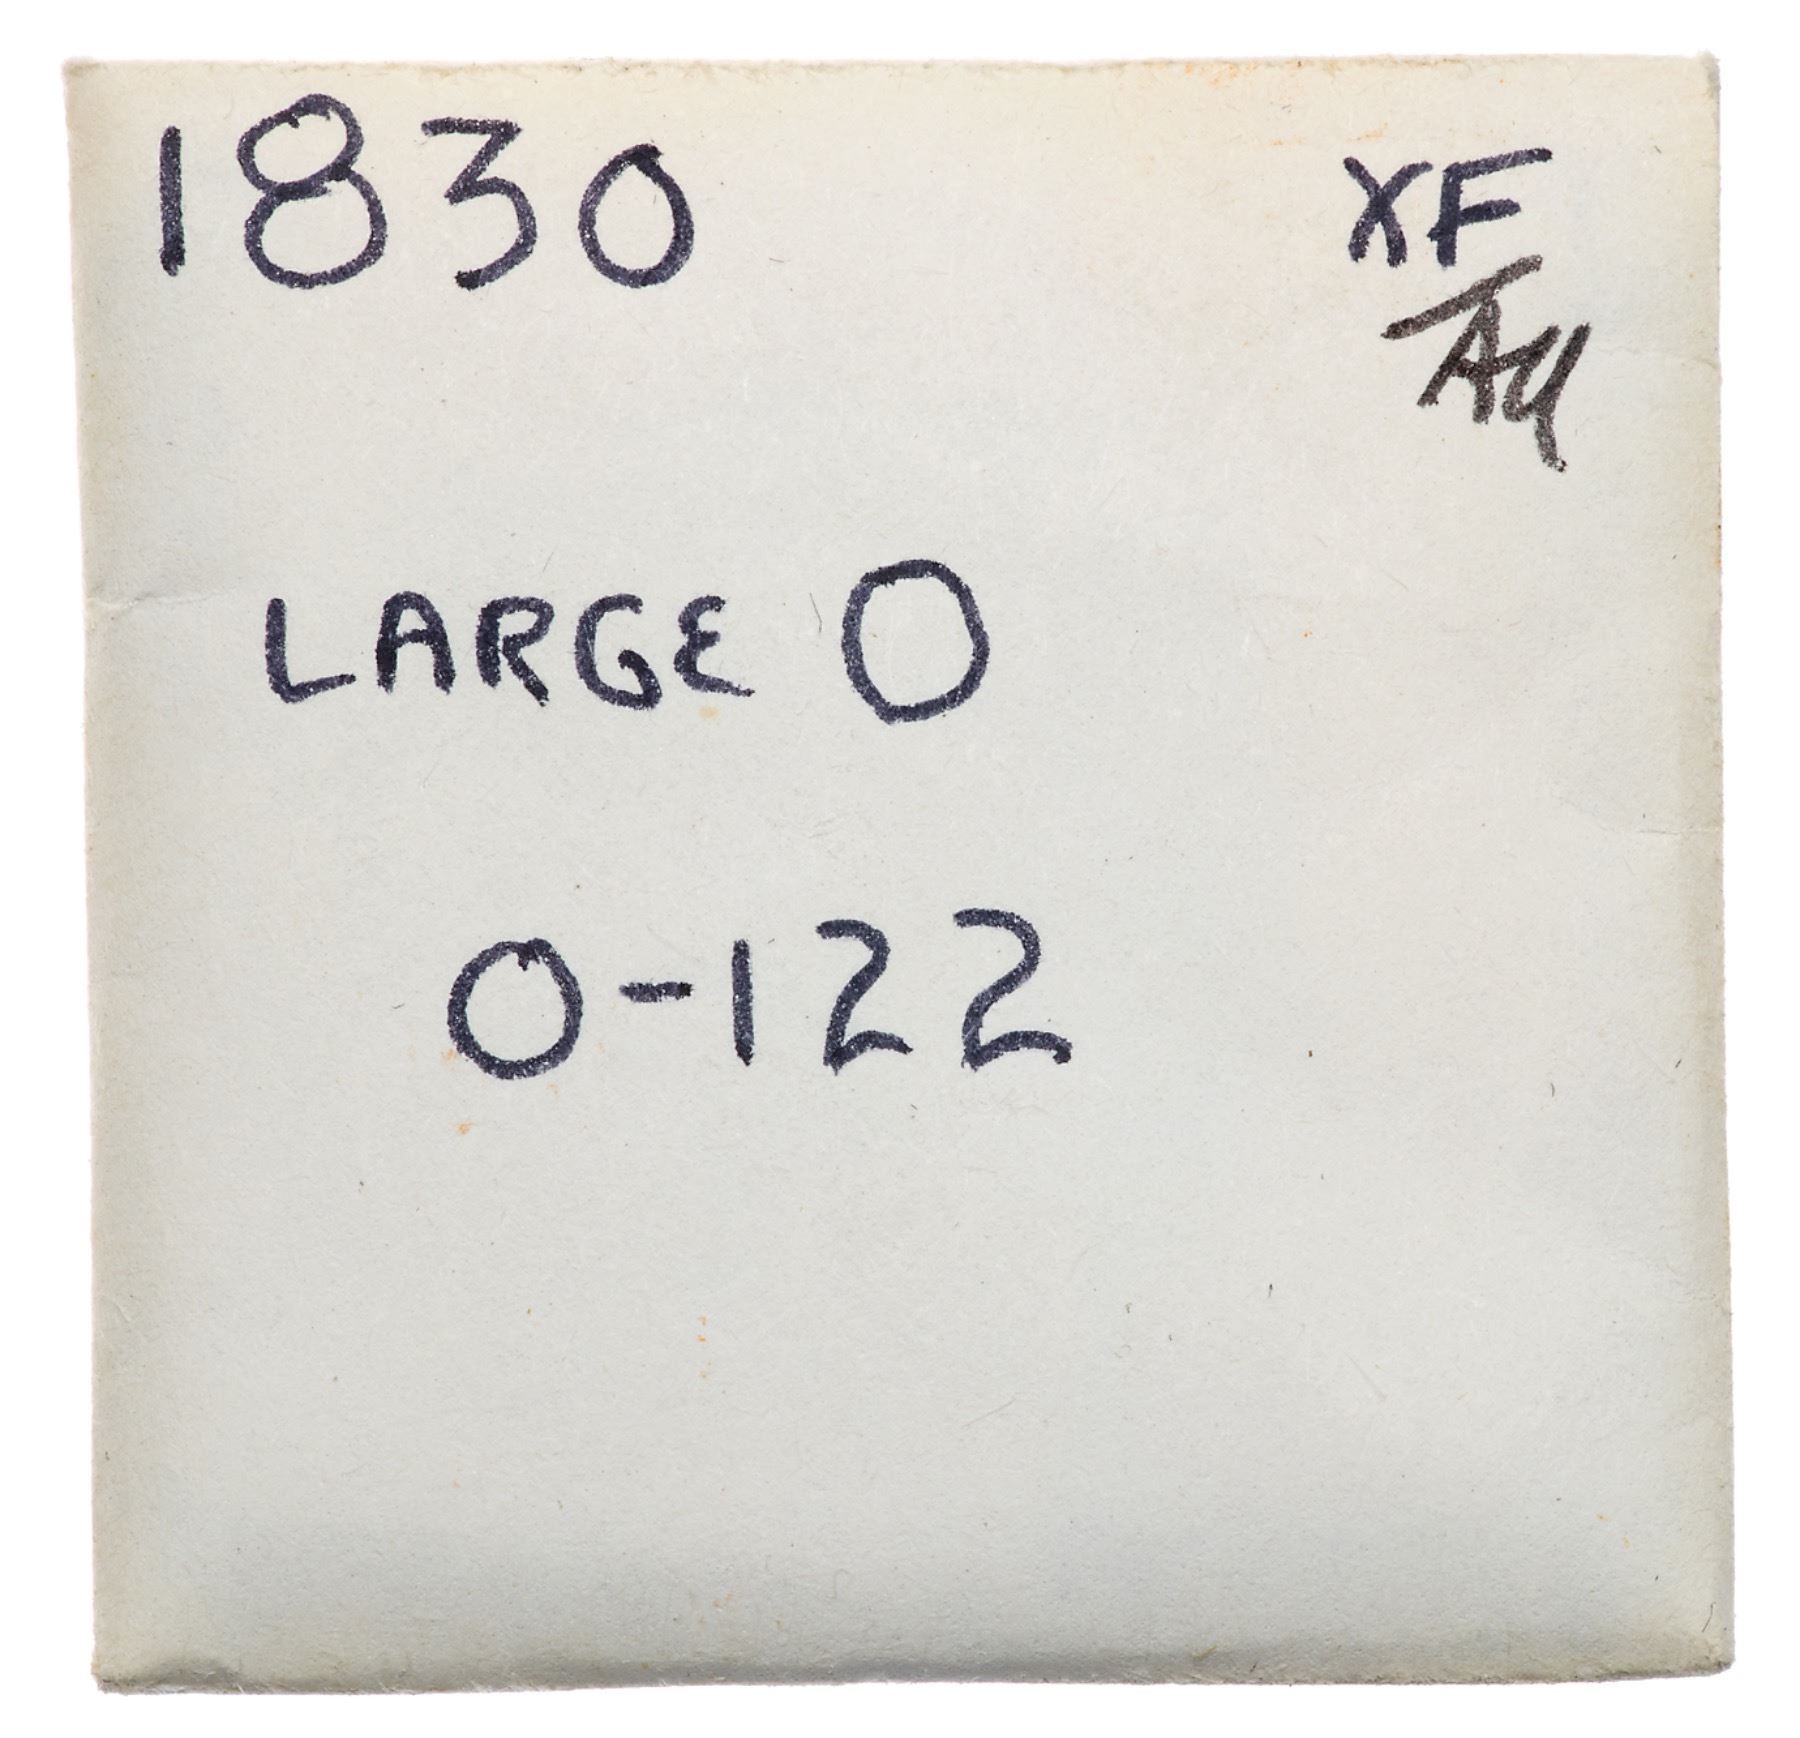 1830 XF
AU
LARGE O
O-122